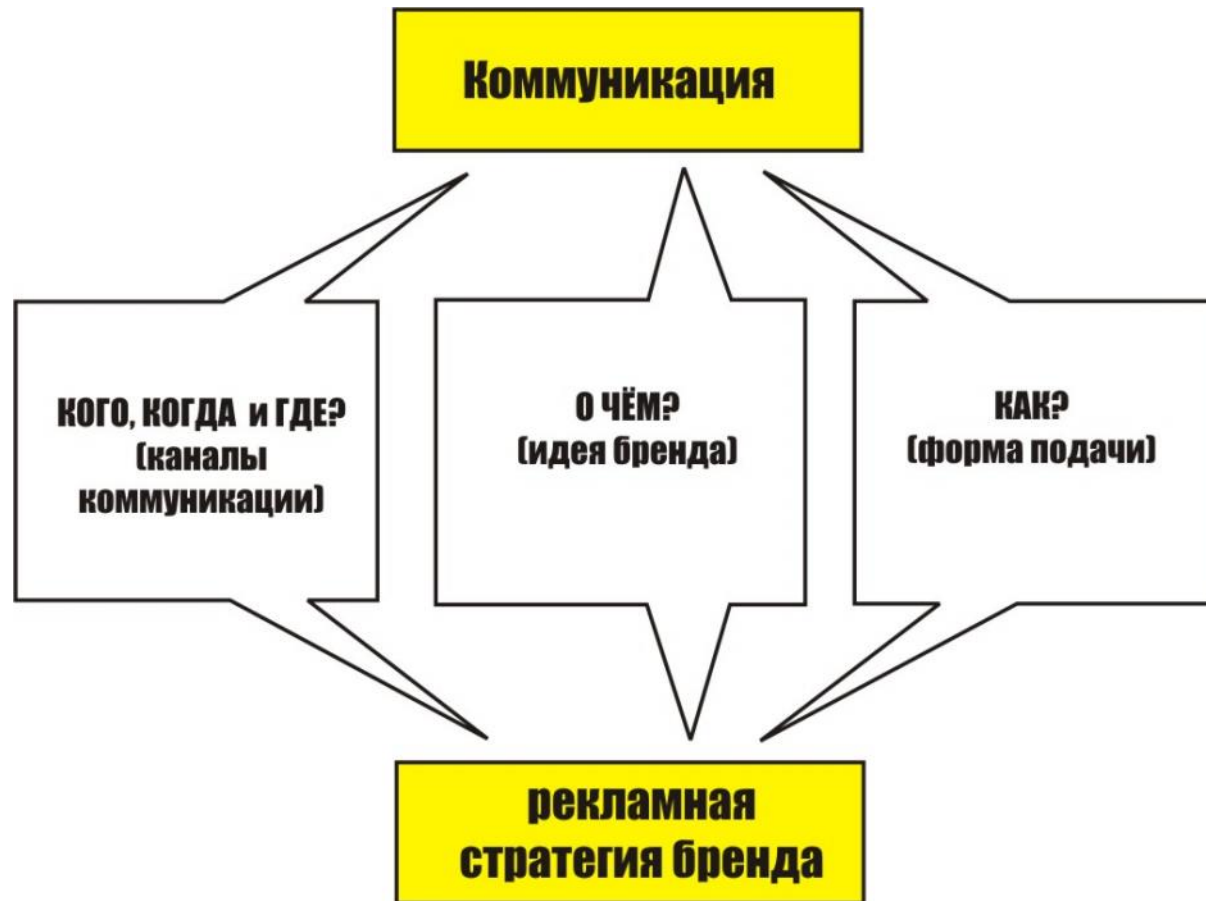 Коммуникация
КОГО, КОГДА и ГДЕ?
(каналы
коммуникации)
О ЧЁМ?
(идея бренда)
КАК?
(форма подачи)
рекламная
стратегия бренда